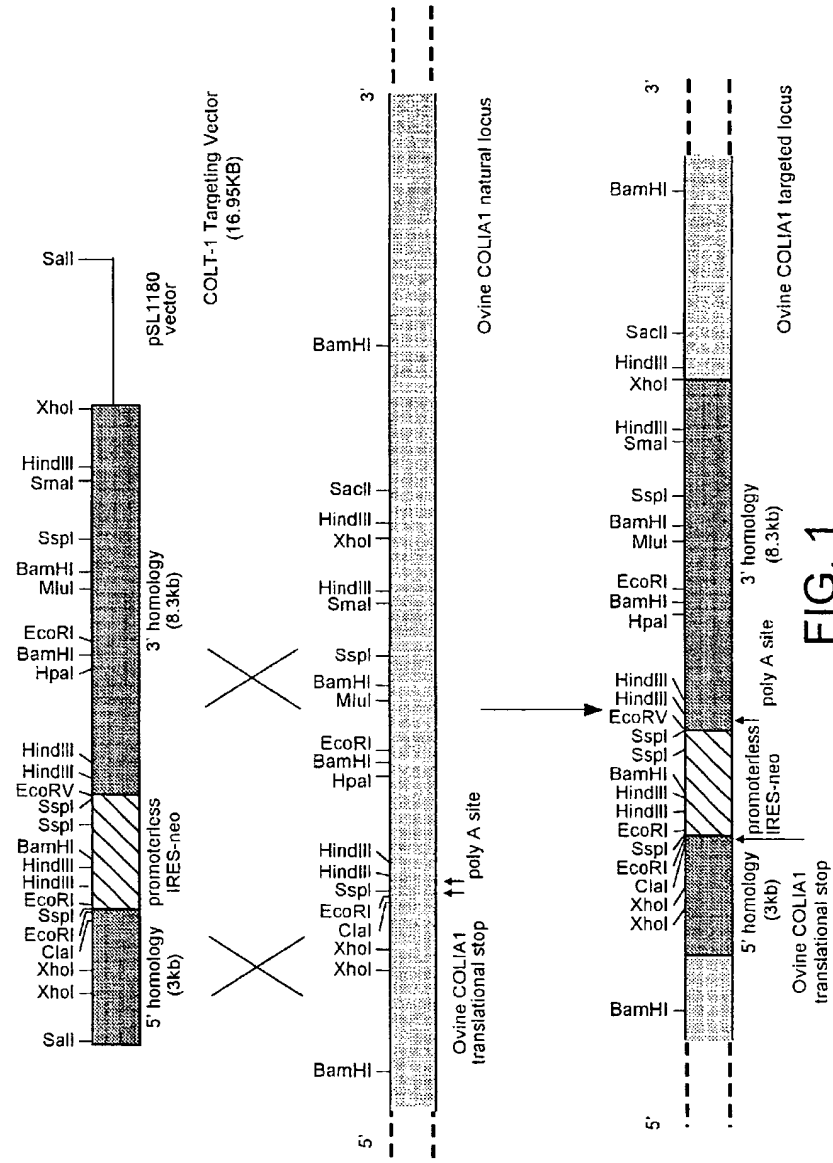 SalI
XhoI
XhoI
ClaI
EcoRI
SspI
EcoRI
HindIII
HindIII
BamHI
SspI
SspI
EcoRV
HindIII
HindIII
HpaI
BamHI
EcoRI
MluI
BamHI
SspI
SmaI
HindIII
XhoI
SalI
5' homology
(3kb)
promoterless
IRES-neo
3' homology
(8.3kb)
pSL1180
vector
COLT-1 Targeting Vector
(16.95KB)
5'
BamHI
XhoI
XhoI
ClaI
EcoRI
SspI
HindIII
HindIII
HpaI
BamHI
EcoRI
MluI
BamHI
SspI
SmaI
HindIII
XhoI
HindIII
SacII
BamHI
3'
Ovine COLIA1
translational stop
poly A site
Ovine COLIA1 natural locus
5'
BamHI
XhoI
XhoI
ClaI
EcoRI
SspI
EcoRI
HindIII
HindIII
BamHI
SspI
SspI
EcoRV
HindIII
HindIII
HpaI
BamHI
EcoRI
MluI
BamHI
SspI
SmaI
HindIII
XhoI
HindIII
SacII
BamHI
3'
5' homology
(3kb)
promoterless
IRES-neo
poly A site
3' homology
(8.3kb)
Ovine COLIA1
translational stop
Ovine COLIA1 targeted locus
FIG. 1